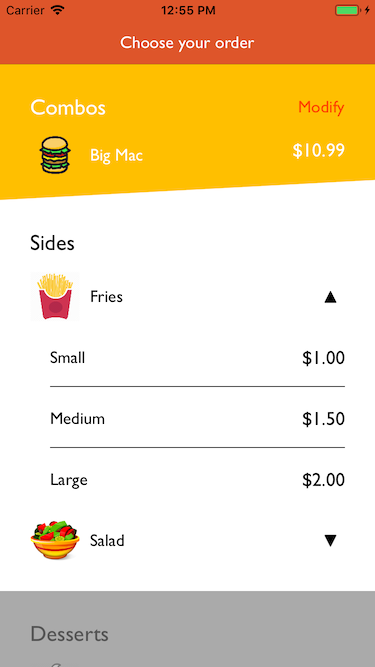 Carrier 12:55 PM
Choose your order
Combos Modify
Big Mac $10.99
Sides
Fries ▲
Small $1.00
Medium $1.50
Large $2.00
Salad ▼
Desserts